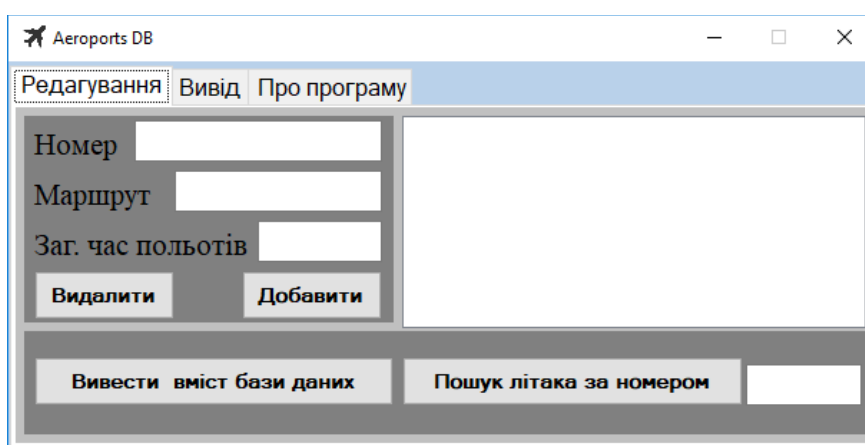 Aeroports DB
Редагування Вивід Про програму
Номер
Маршрут
Заг. час польотів
Видалити Добавити
Вивести вміст бази даних Пошук літака за номером